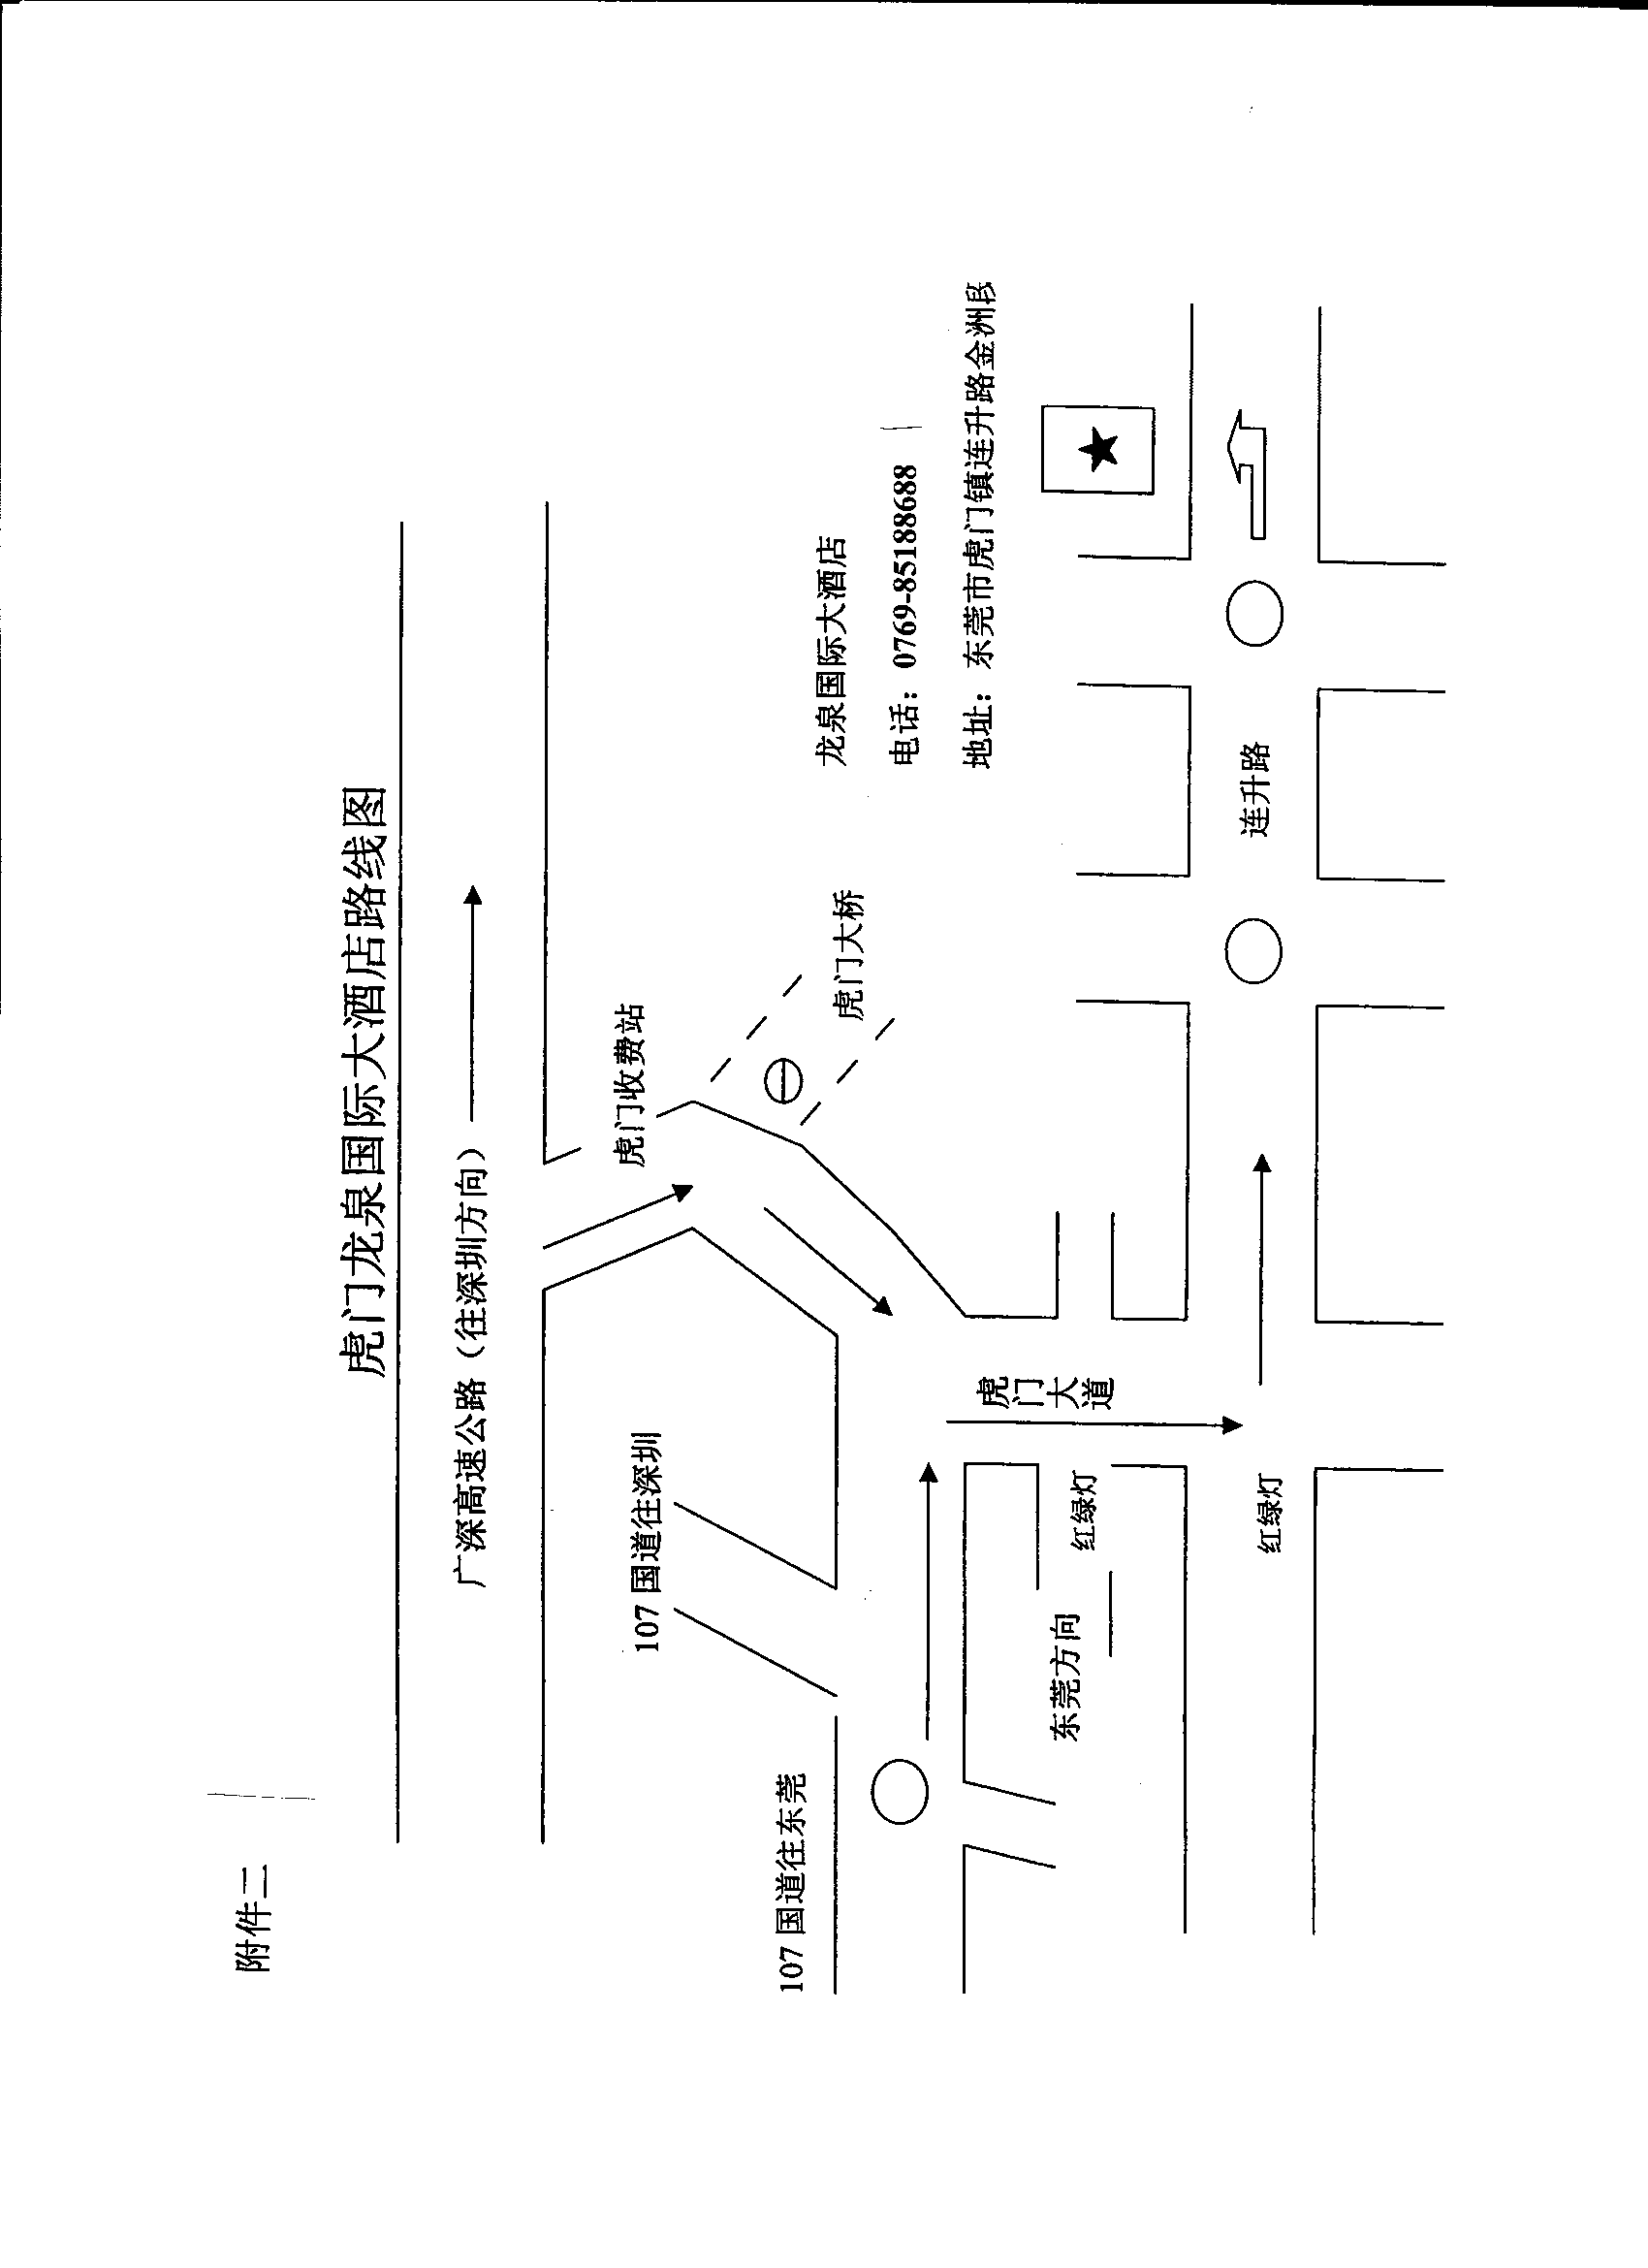 附件二
虎门龙泉国际大酒店路线图
广深高速公路（往深圳方向）
虎门收费站
107 国道往深圳
107 国道往东莞
虎门大桥
龙泉国际大酒店
电话：0769-85188688
地址：东莞市虎门镇连升路金洲段
虎门大道
东莞方向
红绿灯
红绿灯
连升路